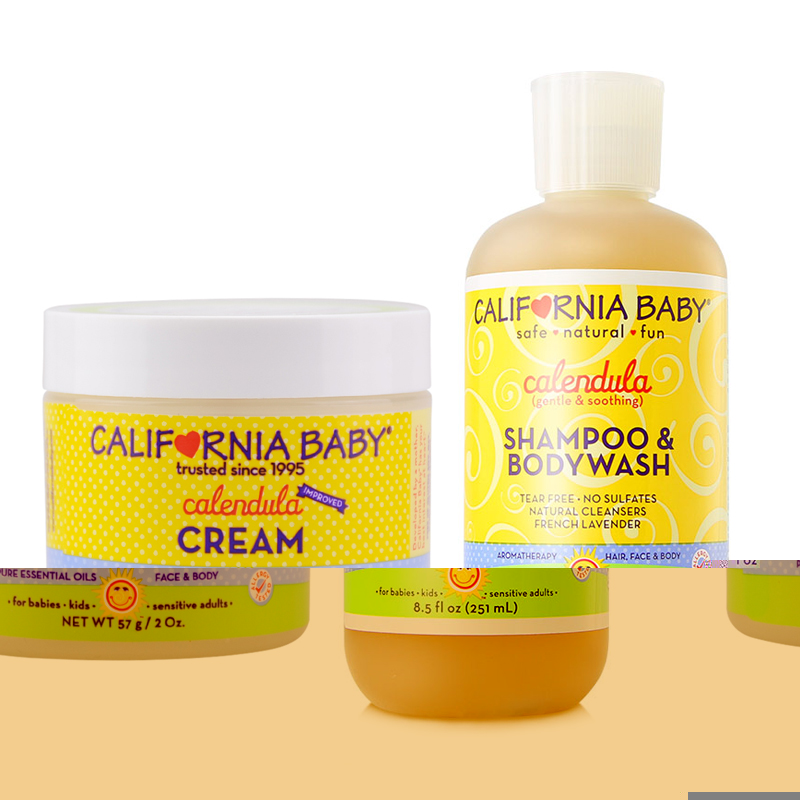 CALIFORNIA BABY®
trusted since 1995
calendula
IMPROVED
CREAM
PURE ESSENTIAL OILS
FACE & BODY
• for babies • kids • sensitive adults •
NET WT 57 g / 2 Oz.
CALIFORNIA BABY®
safe • natural • fun
calendula
(gentle & soothing)
SHAMPOO &
BODYWASH
TEAR FREE • NO SULFATES
NATURAL CLEANSERS
FRENCH LAVENDER
AROMATHERAPY
HAIR, FACE & BODY
• for babies • kids • sensitive adults •
8.5 fl oz (251 mL)